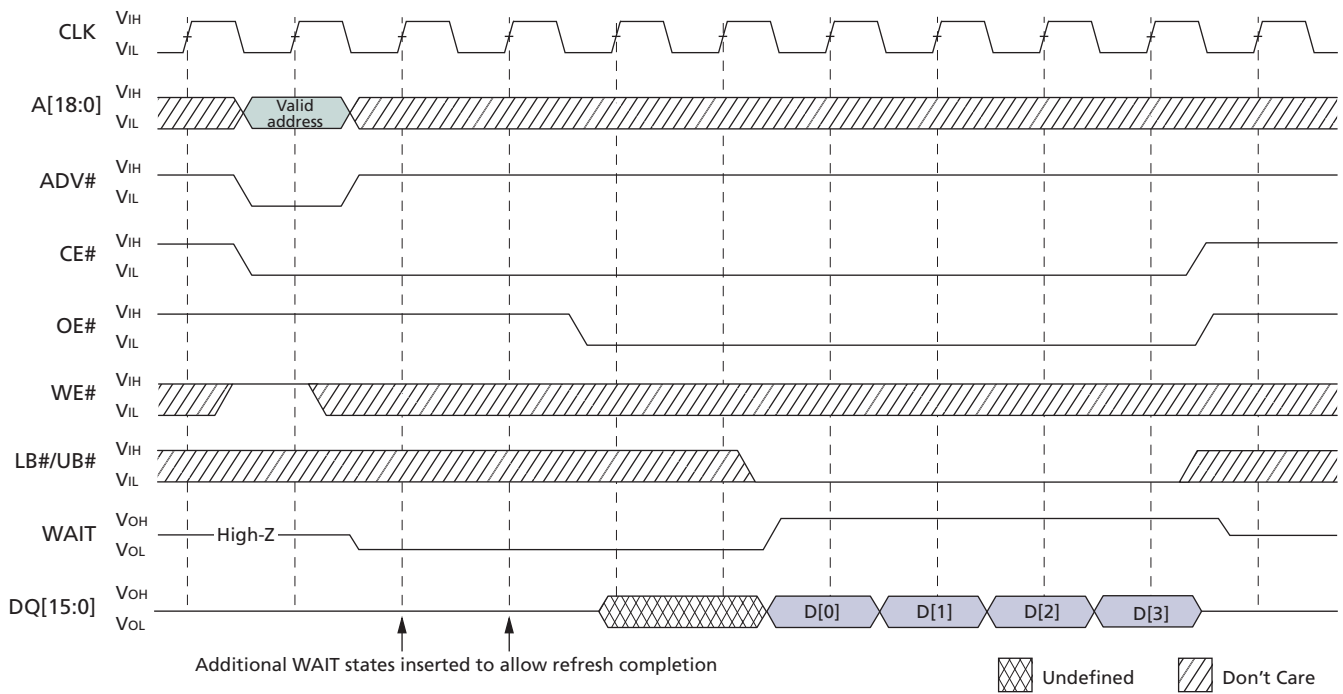 CLK VIH
VIL
A[18:0] VIH
VIL
Valid
address
ADV# VIH
VIL
CE# VIH
VIL
OE# VIH
VIL
WE# VIH
VIL
LB#/UB# VIH
VIL
WAIT VOH
VOL
High-Z
DQ[15:0] VOH
VOL
D[0] D[1] D[2] D[3]
Additional WAIT states inserted to allow refresh completion
Undefined Don't Care